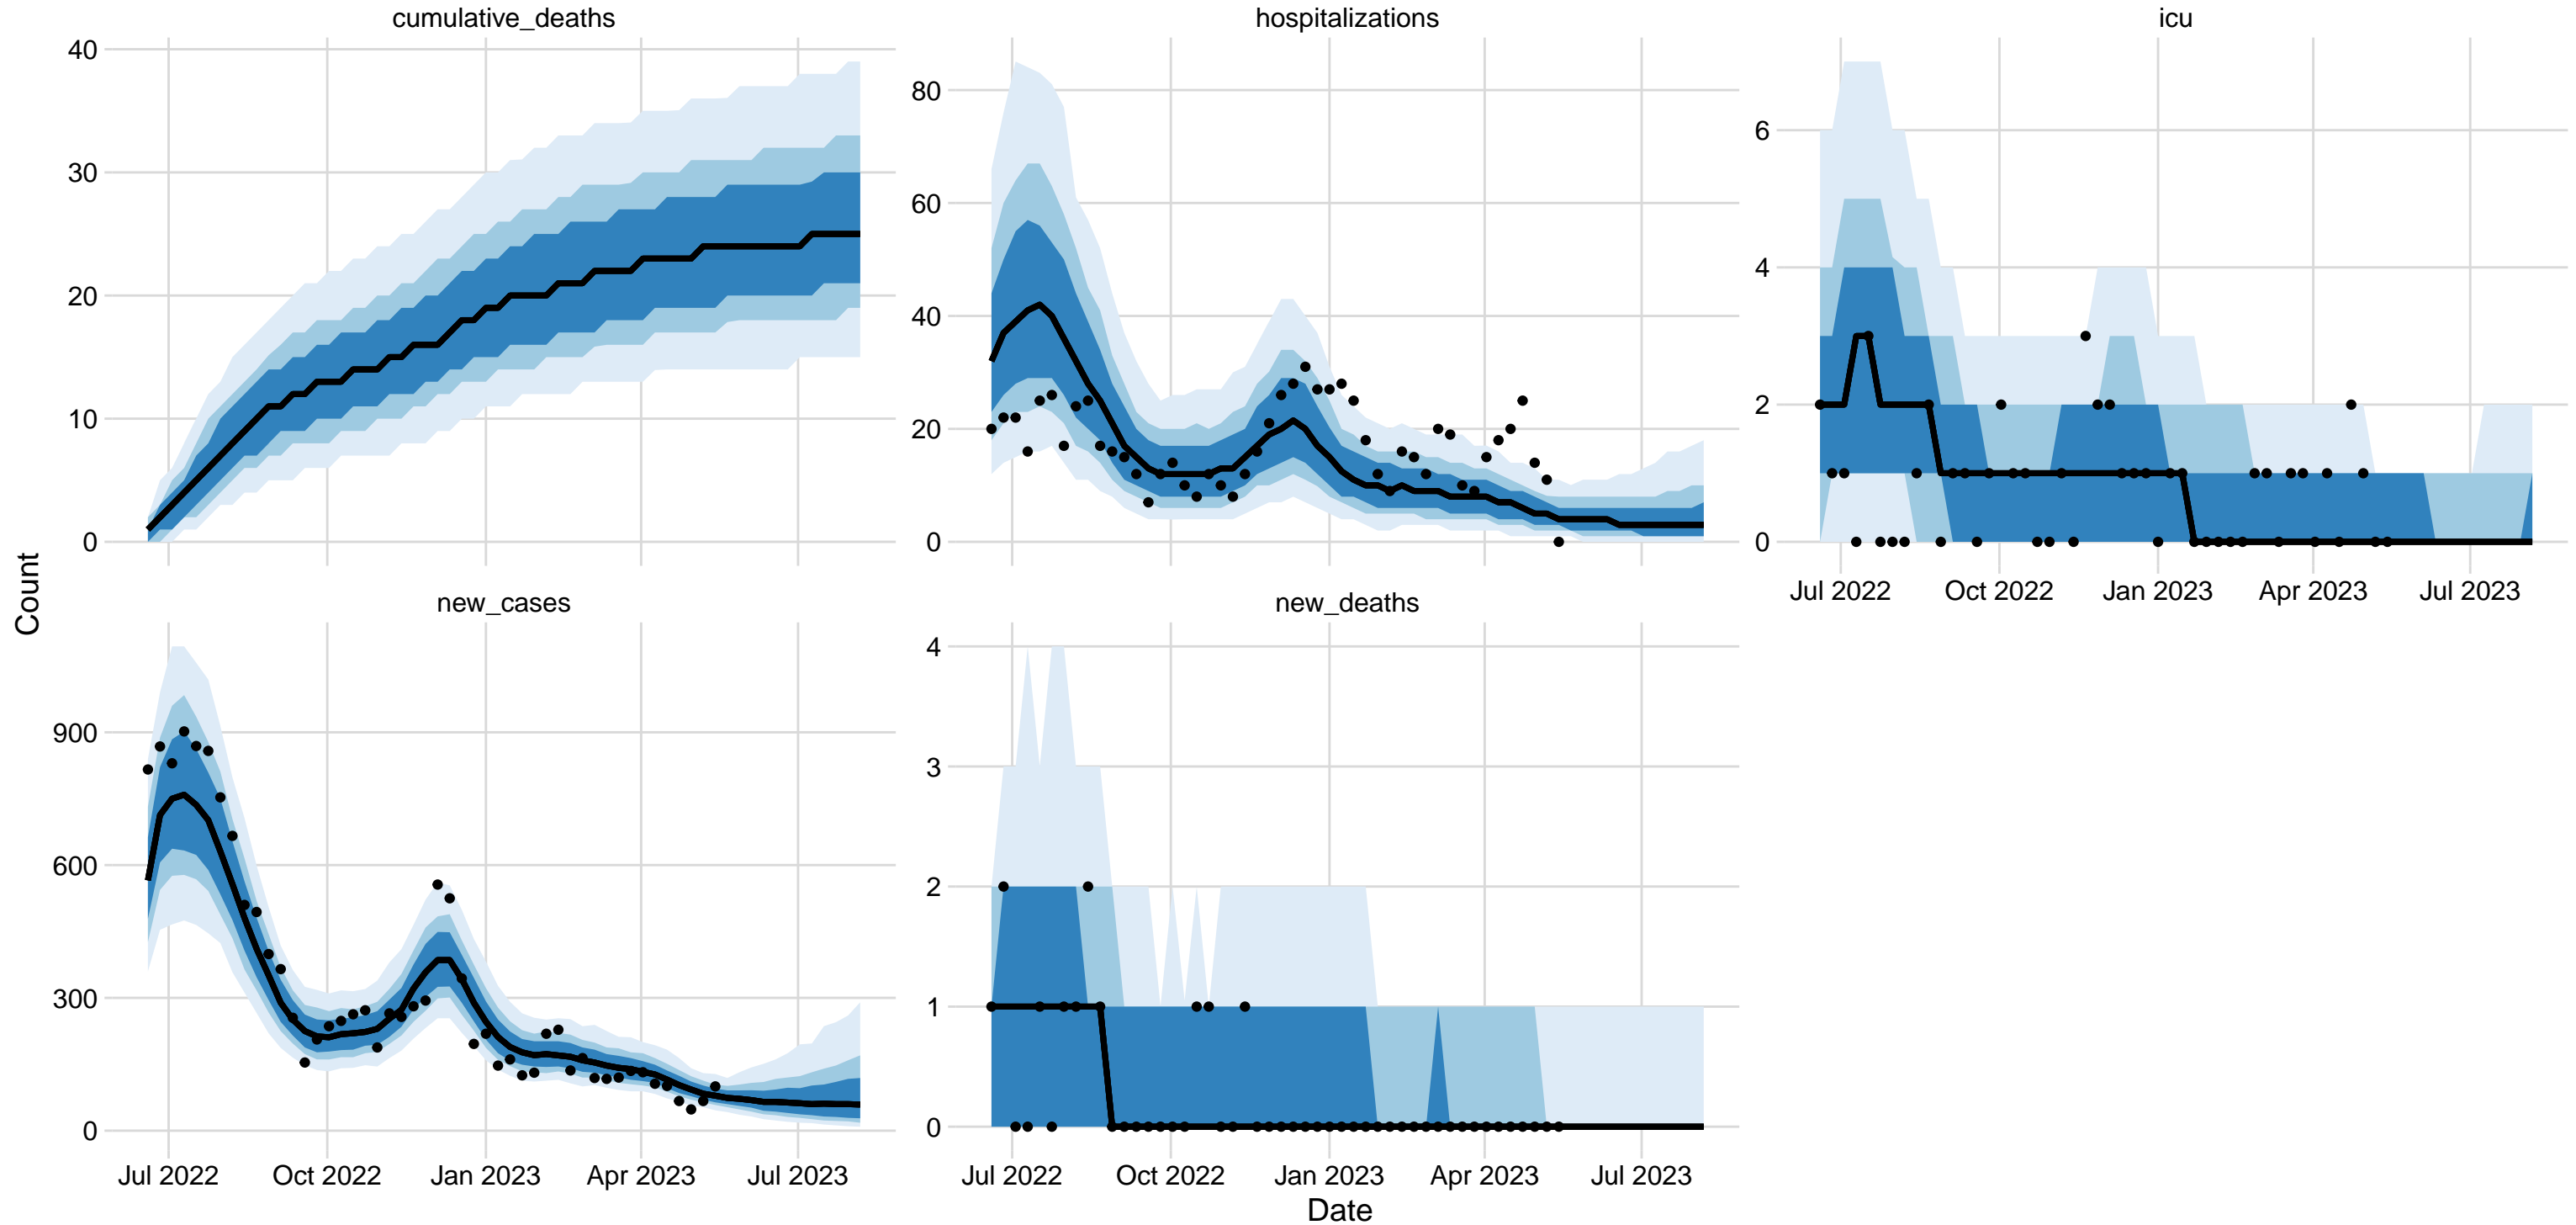 cumulative_deaths
hospitalizations
icu
40
30
20
10
0
80
60
40
20
0
6
4
2
0
Jul 2022 Oct 2022 Jan 2023 Apr 2023 Jul 2023
Count
new_cases
new_deaths
900
600
300
0
4
3
2
1
0
Jul 2022 Oct 2022 Jan 2023 Apr 2023 Jul 2023
Jul 2022 Oct 2022 Jan 2023 Apr 2023 Jul 2023
Date